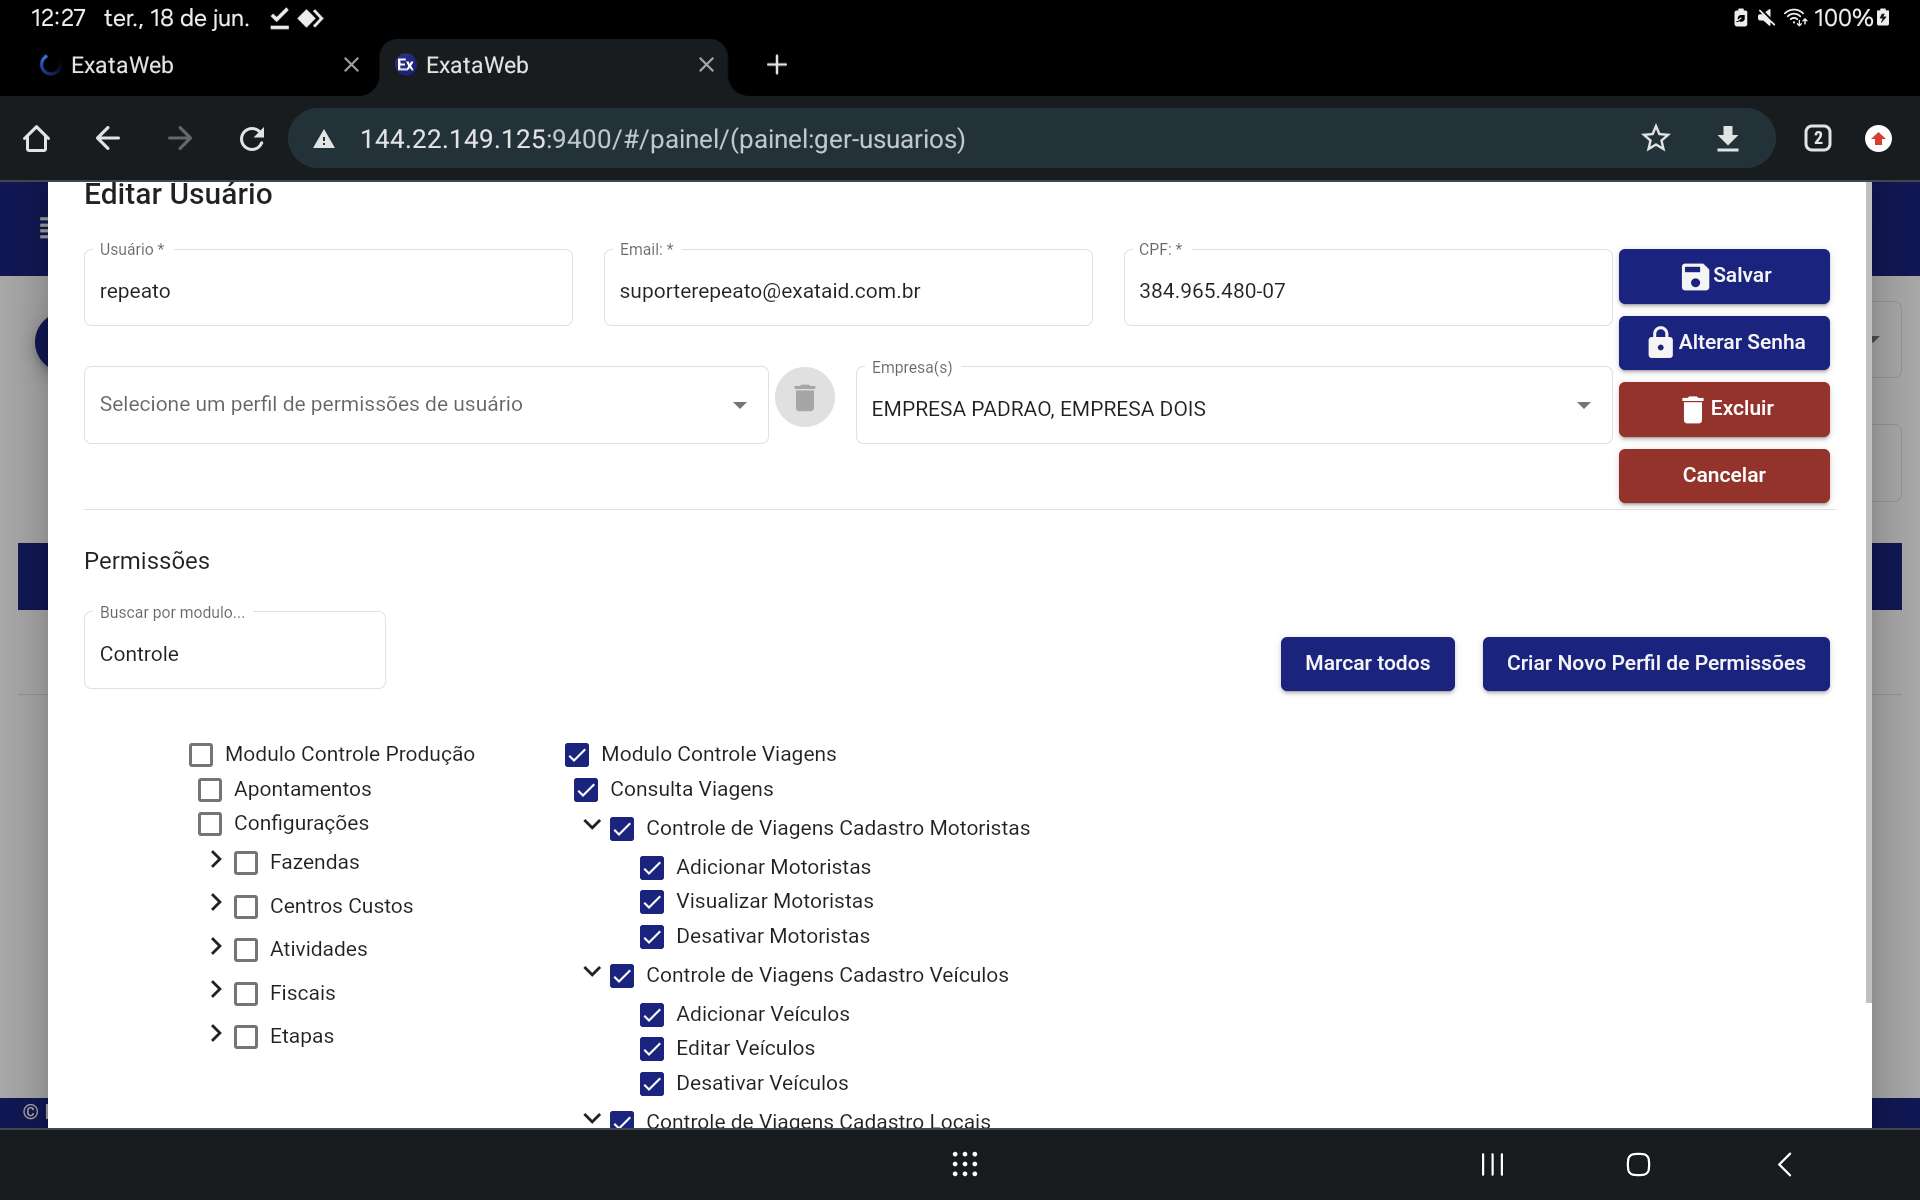 12:27 ter., 18 de jun.
100%
ExataWeb
Ex ExataWeb
144.22.149.125:9400/#/painel/(painel:ger-usuarios)
2
Editar Usuário
Usuário *
repeato
Email: *
suporterepeato@exataid.com.br
CPF: *
384.965.480-07
Salvar
Alterar Senha
Selecione um perfil de permissões de usuário
Empresa(s)
EMPRESA PADRAO, EMPRESA DOIS
Excluir
Cancelar
Permissões
Buscar por modulo...
Controle
Marcar todos
Criar Novo Perfil de Permissões
Modulo Controle Produção
Apontamentos
Configurações
Fazendas
Centros Custos
Atividades
Fiscais
Etapas
Modulo Controle Viagens
Consulta Viagens
Controle de Viagens Cadastro Motoristas
Adicionar Motoristas
Visualizar Motoristas
Desativar Motoristas
Controle de Viagens Cadastro Veículos
Adicionar Veículos
Editar Veículos
Desativar Veículos
Controle de Viagens Cadastro Locais
©